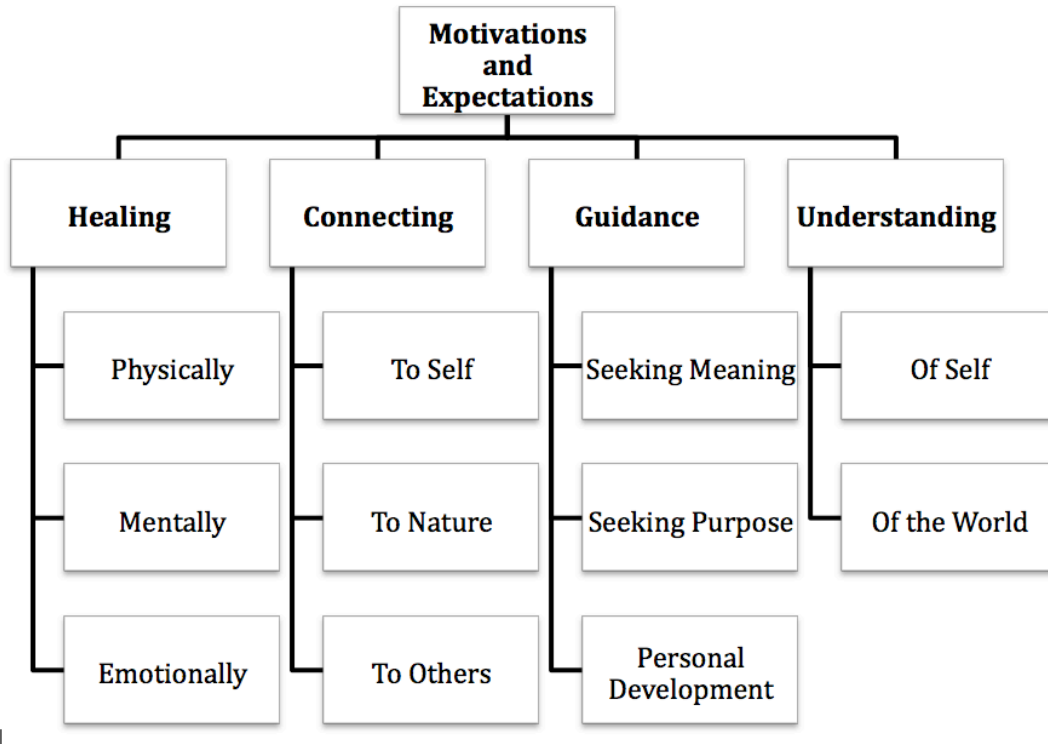 Motivations
and
Expectations
Healing
Connecting
Guidance
Understanding
Physically
To Self
Seeking Meaning
Of Self
Mentally
To Nature
Seeking Purpose
Of the World
Emotionally
To Others
Personal
Development